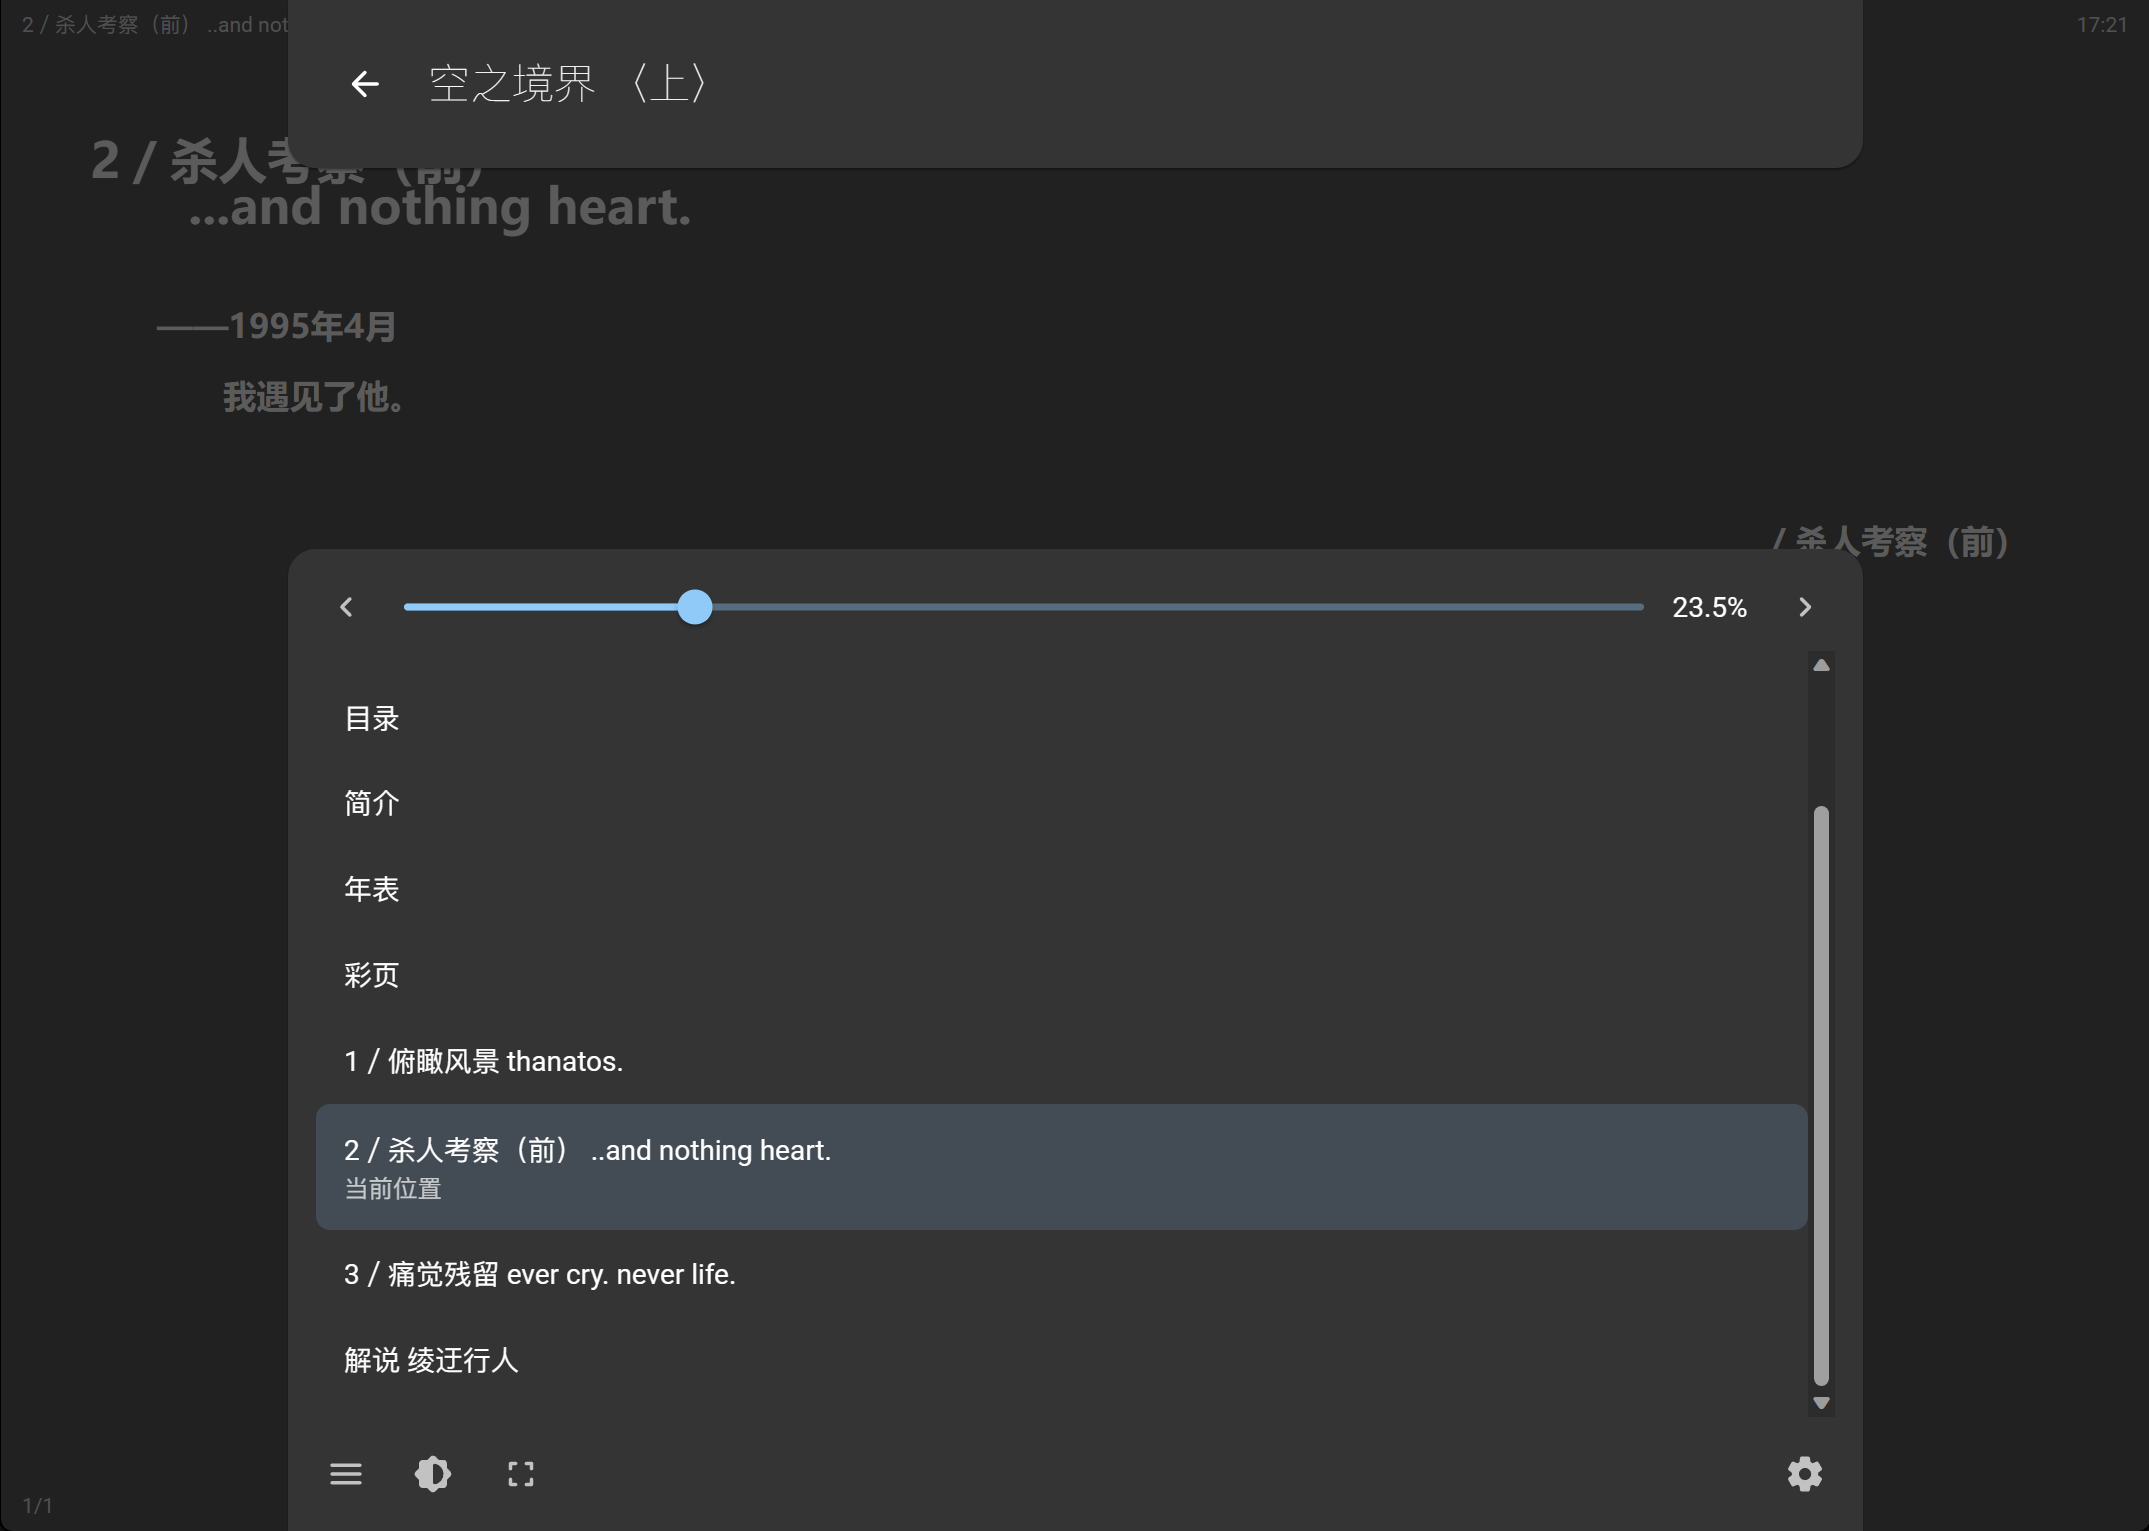 2 / 杀人考察（前） ..and not
17:21
空之境界 〈上〉
2 / 杀人考察（前）
...and nothing heart.
——1995年4月
我遇见了他。
/ 杀人考察（前）
23.5%
目录
简介
年表
彩页
1 / 俯瞰风景 thanatos.
2 / 杀人考察（前） ..and nothing heart.
当前位置
3 / 痛觉残留 ever cry. never life.
解说 绫迂行人
1/1